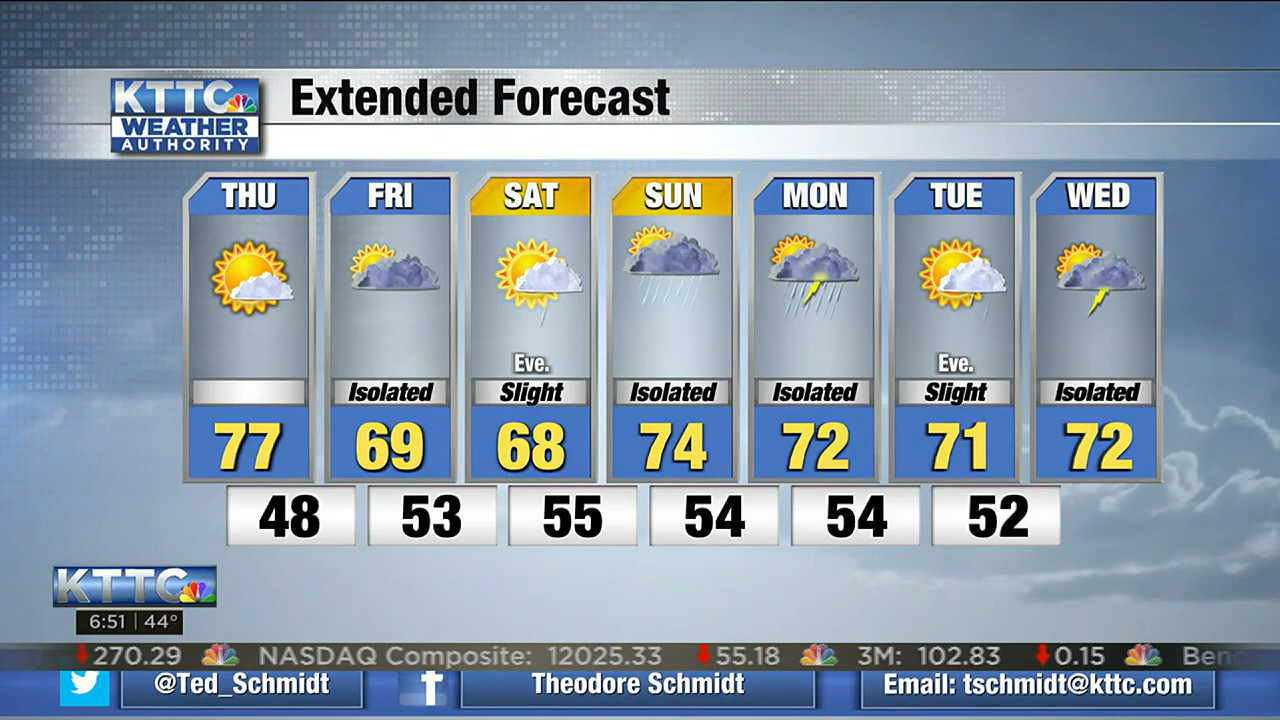 KTTC
WEATHER
AUTHORITY
Extended Forecast
THU FRI SAT SUN MON TUE WED
Eve. Eve.
Isolated Slight Isolated Isolated Slight Isolated
77 69 68 74 72 71 72
48 53 55 54 54 52
KTTC
6:51 44°
270.29 NASDAQ Composite: 12025.33 55.18 3M: 102.83 0.15 Ben
@Ted_Schmidt Theodore Schmidt Email: tschmidt@kttc.com